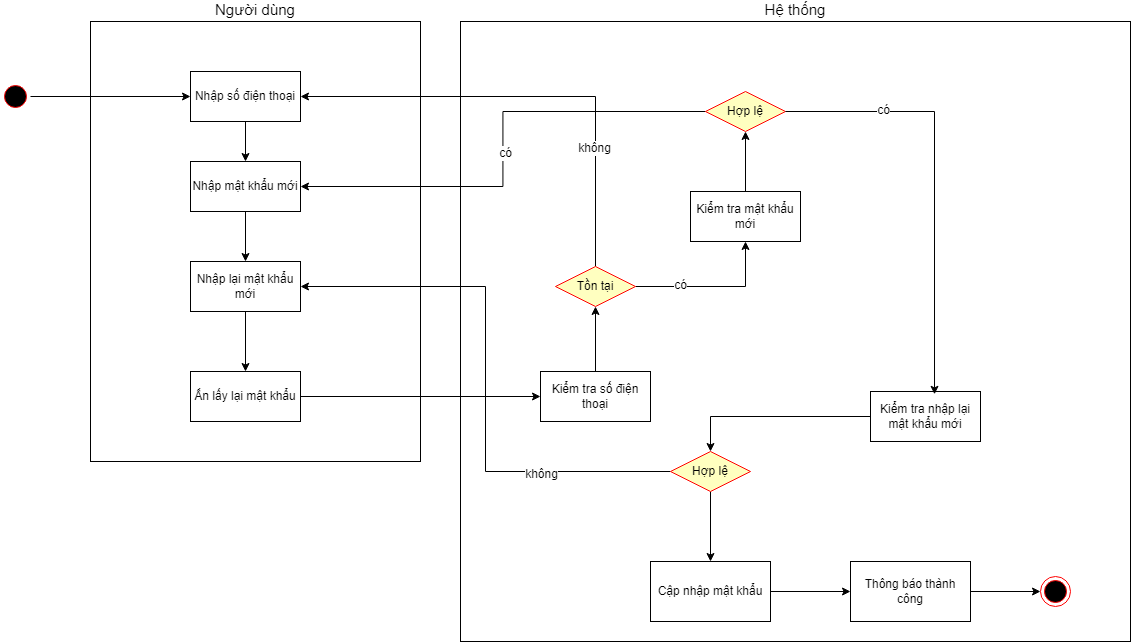 Người dùng
Hệ thống
Nhập số điện thoại
Hợp lệ
có
có
không
Nhập mật khẩu mới
Kiểm tra mật khẩu
mới
Nhập lại mật khẩu
mới
Tồn tại
có
Ấn lấy lại mật khẩu
Kiểm tra số điện
thoại
Kiểm tra nhập lại
mật khẩu mới
không
Hợp lệ
Cập nhập mật khẩu
Thông báo thành
công